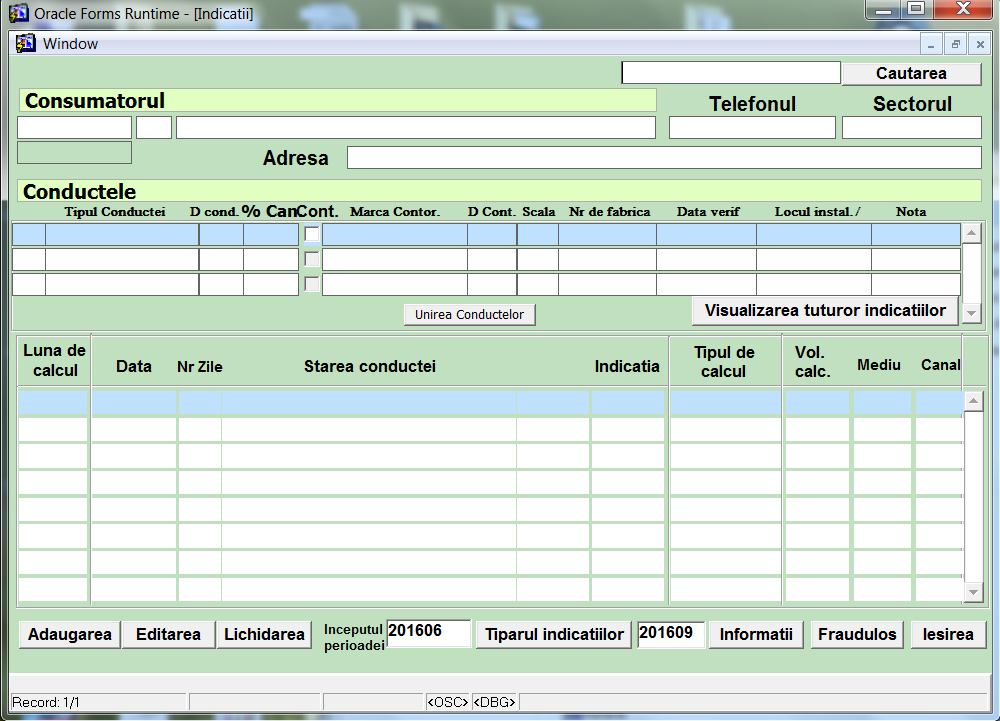 Oracle Forms Runtime - [Indicatii]
Window
Cautarea
Consumatorul
Telefonul Sectorul
Adresa
Conductele
Tipul Conductei D cond. % Can Cont. Marca Contor. D Cont. Scala Nr de fabrica Data verif Locul instal. / Nota
Unirea Conductelor Visualizarea tuturor indicatiilor
Luna de calcul Data Nr Zile Starea conductei Indicatia Tipul de calcul Vol. calc. Mediu Canal
Adaugarea Editarea Lichidarea Inceputul perioadei 201606 Tiparul indicatiilor 201609 Informatii Fraudulos Iesirea
Record: 1/1 <OSC> <DBG>